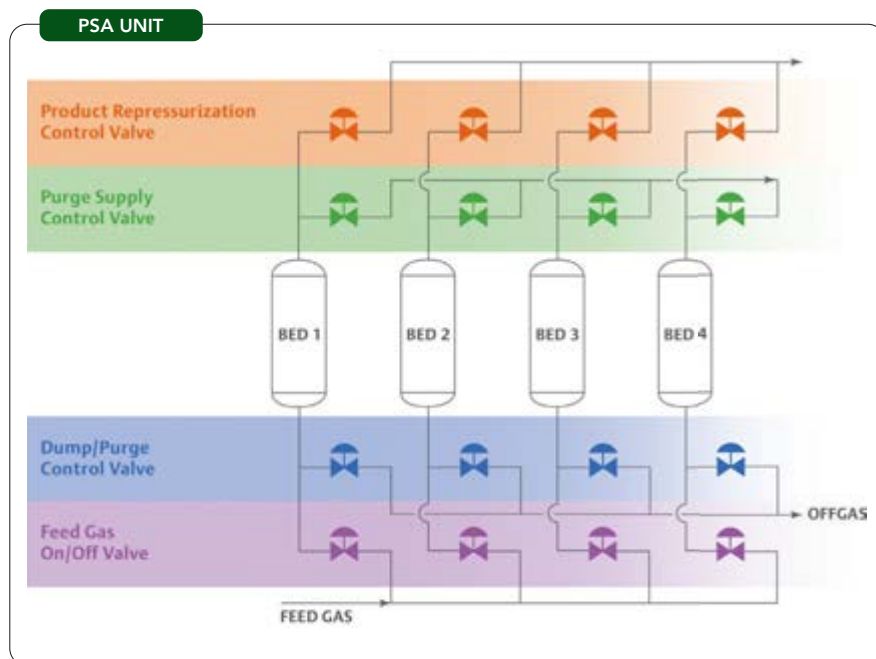 PSA UNIT
Product Repressurization
Control Valve
Purge Supply
Control Valve
BED 1
BED 2
BED 3
BED 4
Dump/Purge
Control Valve
OFFGAS
Feed Gas
On/Off Valve
FEED GAS